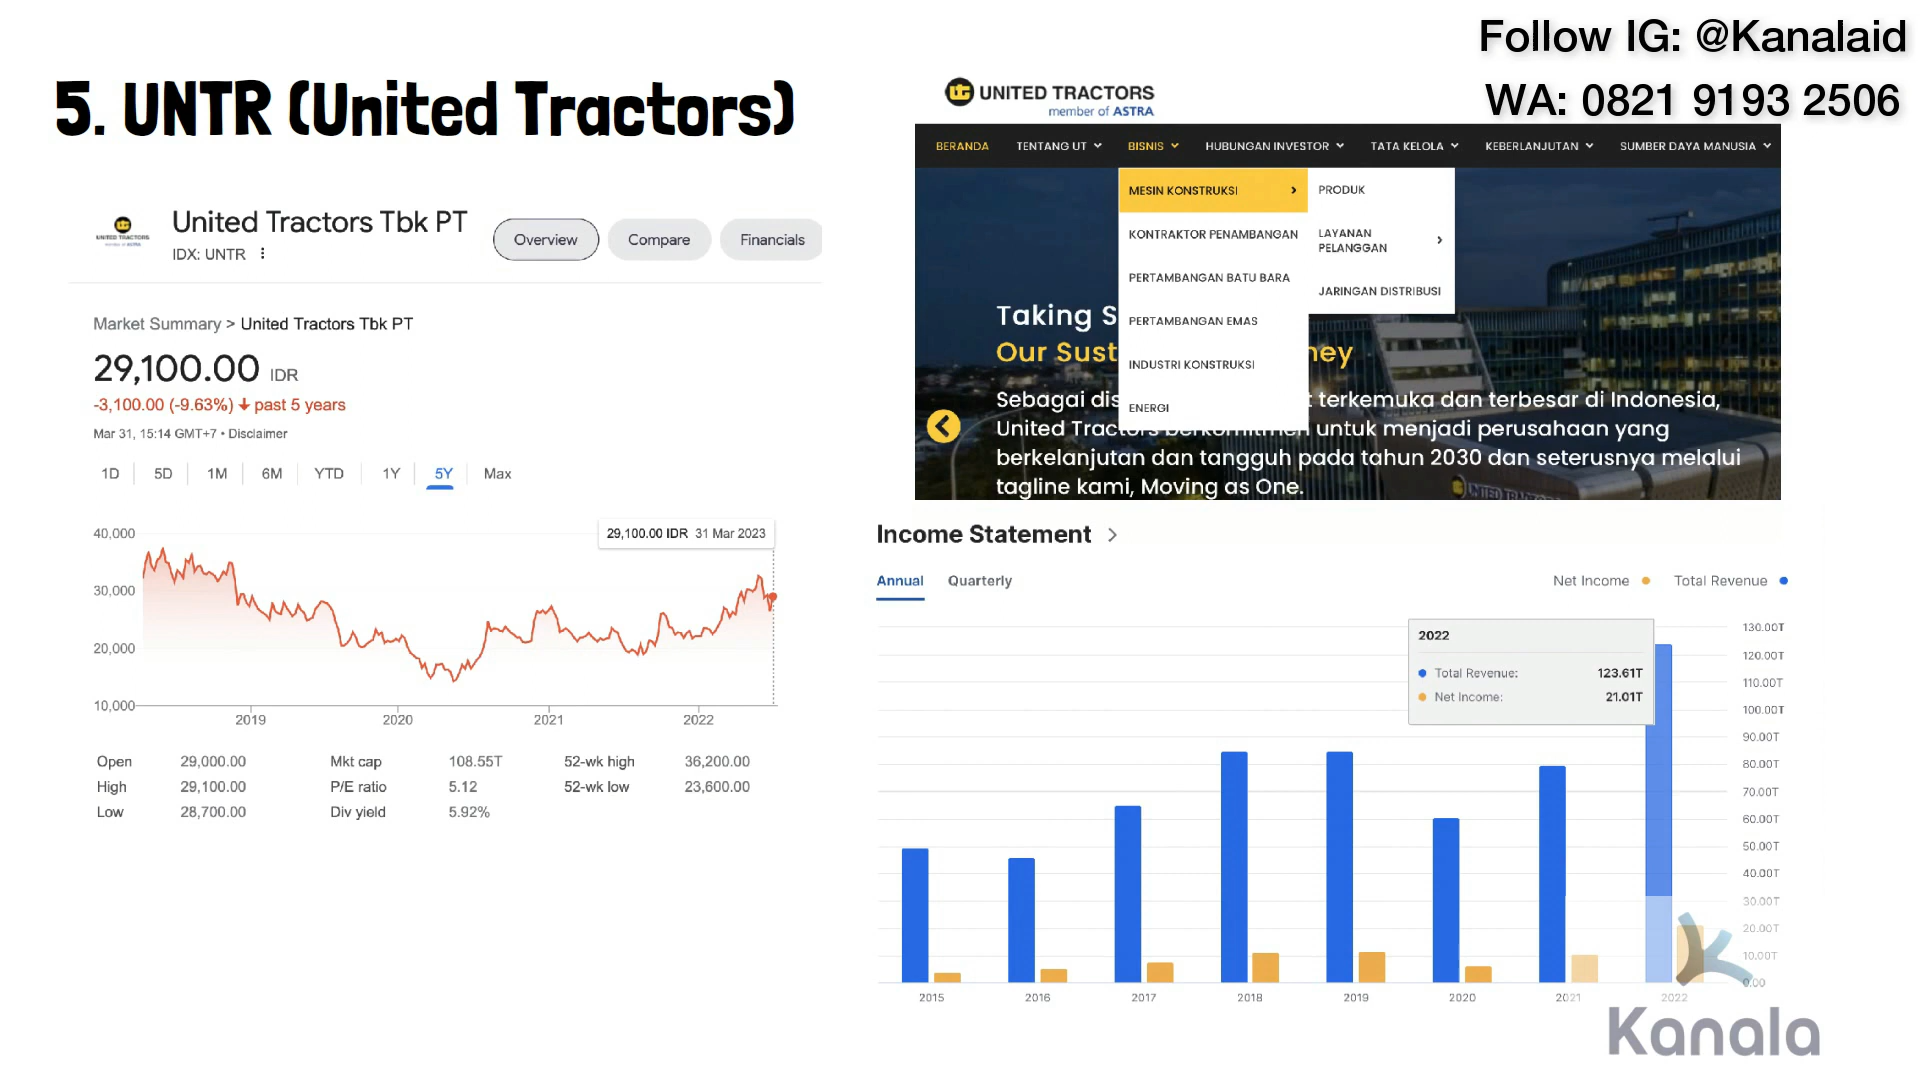 Follow IG: @Kanalaid
WA: 0821 9193 2506
5. UNTR (United Tractors)
United Tractors Tbk PT
IDX: UNTR
Overview
Compare
Financials
Market Summary > United Tractors Tbk PT
29,100.00 IDR
-3,100.00 (-9.63%) ↓ past 5 years
Mar 31, 15:14 GMT+7 • Disclaimer
1D 5D 1M 6M YTD 1Y 5Y Max
29,100.00 IDR 31 Mar 2023
40,000
30,000
20,000
10,000
2019 2020 2021 2022
Open 29,000.00 Mkt cap 108.55T 52-wk high 36,200.00
High 29,100.00 P/E ratio 5.12 52-wk low 23,600.00
Low 28,700.00 Div yield 5.92%
UNITED TRACTORS
member of ASTRA
BERANDA TENTANG UT BISNIS HUBUNGAN INVESTOR TATA KELOLA KEBERLANJUTAN SUMBER DAYA MANUSIA
MESIN KONSTRUKSI
KONTRAKTOR PENAMBANGAN
PERTAMBANGAN BATU BARA
PERTAMBANGAN EMAS
INDUSTRI KONSTRUKSI
ENERGI
PRODUK
LAYANAN
PELANGGAN
JARINGAN DISTRIBUSI
Taking S
Our Sust ney
Sebagai dis t terkemuka dan terbesar di Indonesia,
United Tractors berkomitmen untuk menjadi perusahaan yang
berkelanjutan dan tangguh pada tahun 2030 dan seterusnya melalui
tagline kami, Moving as One.
UNITED TRACTORS
Income Statement >
Annual Quarterly
Net Income Total Revenue
2022
Total Revenue: 123.61T
Net Income: 21.01T
130.00T
120.00T
110.00T
100.00T
90.00T
80.00T
70.00T
60.00T
50.00T
40.00T
30.00T
20.00T
10.00T
0.00
2015 2016 2017 2018 2019 2020 2021 2022
Kanala